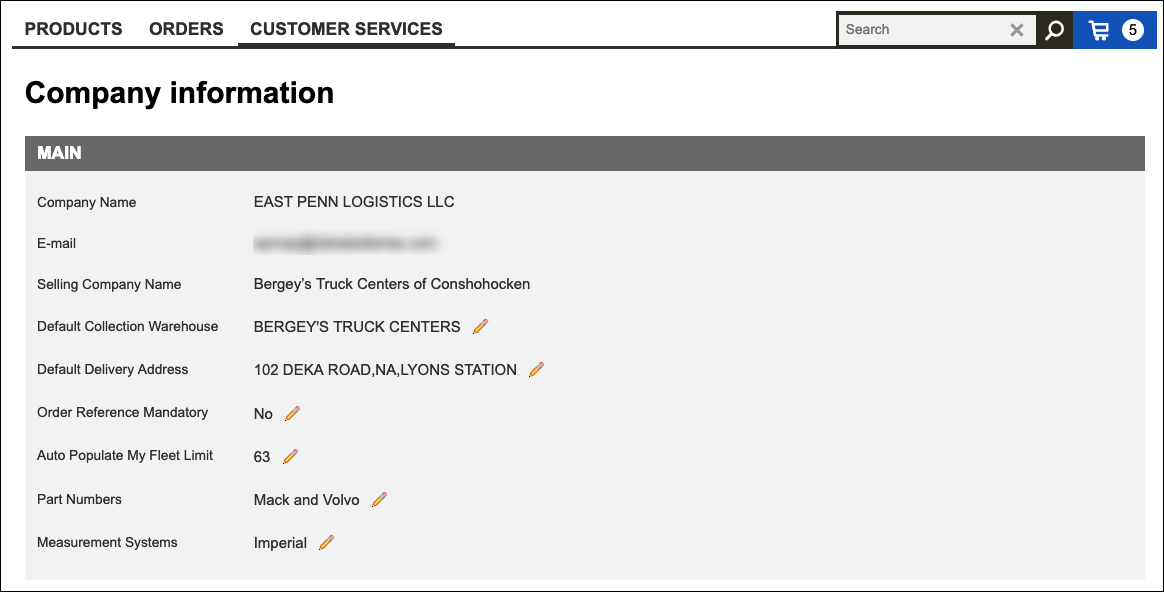 PRODUCTS ORDERS CUSTOMER SERVICES Search 5
Company information
MAIN
Company Name EAST PENN LOGISTICS LLC
E-mail
Selling Company Name Bergey's Truck Centers of Conshohocken
Default Collection Warehouse BERGEY'S TRUCK CENTERS
Default Delivery Address 102 DEKA ROAD,NA,LYONS STATION
Order Reference Mandatory No
Auto Populate My Fleet Limit 63
Part Numbers Mack and Volvo
Measurement Systems Imperial